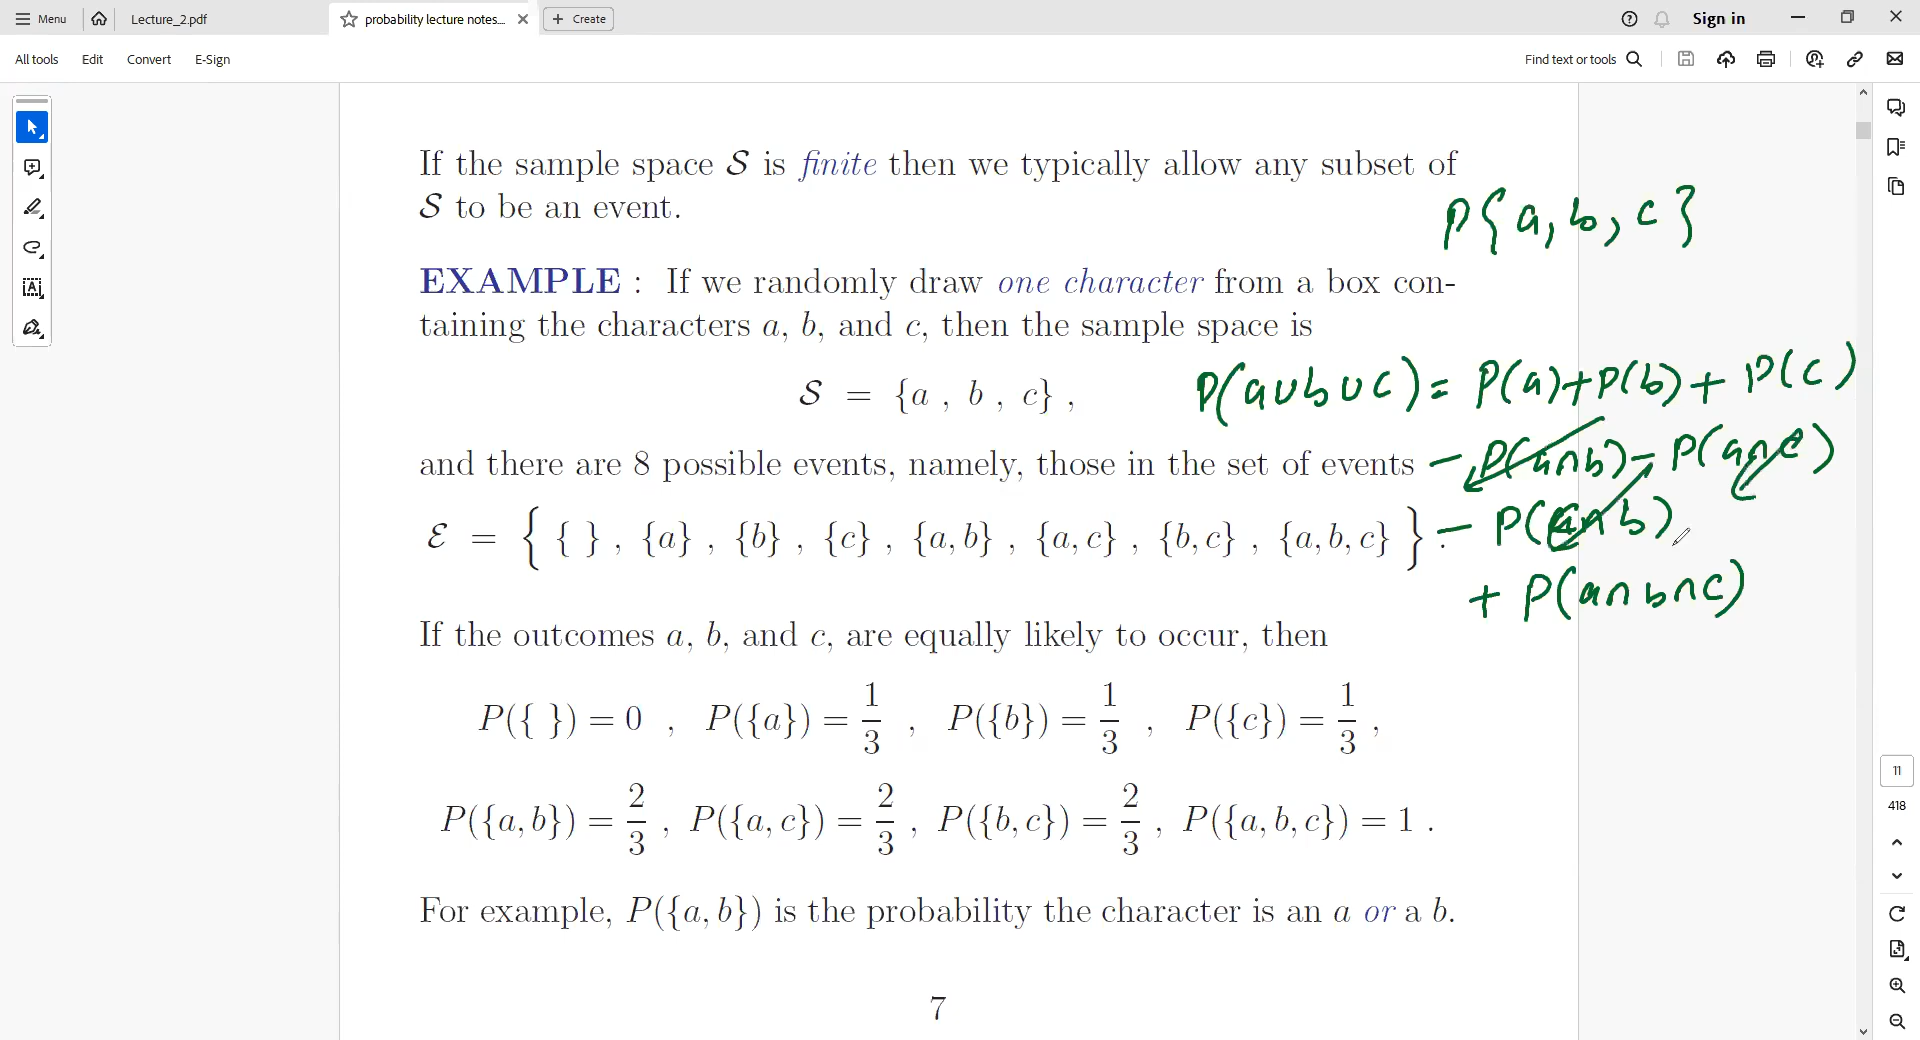 Menu
Lecture_2.pdf
probability lecture notes...
Create
Sign in
All tools Edit Convert E-Sign
Find text or tools
If the sample space 𝒮 is finite then we typically allow any subset of
𝒮 to be an event.
P{a, b, c}
EXAMPLE : If we randomly draw one character from a box con-
taining the characters a, b, and c, then the sample space is
𝒮 = {a , b , c} ,
P(a∪b∪c) = P(a)+P(b)+P(c)
and there are 8 possible events, namely, those in the set of events
− P(a∩b) − P(a∩c)
ℰ = { { } , {a} , {b} , {c} , {a, b} , {a, c} , {b, c} , {a, b, c} } .
− P(c∩b)
+ P(a∩b∩c)
If the outcomes a, b, and c, are equally likely to occur, then
P({ }) = 0 , P({a}) = 1/3 , P({b}) = 1/3 , P({c}) = 1/3 ,
P({a, b}) = 2/3 , P({a, c}) = 2/3 , P({b, c}) = 2/3 , P({a, b, c}) = 1 .
For example, P({a, b}) is the probability the character is an a or a b.
7
11
418